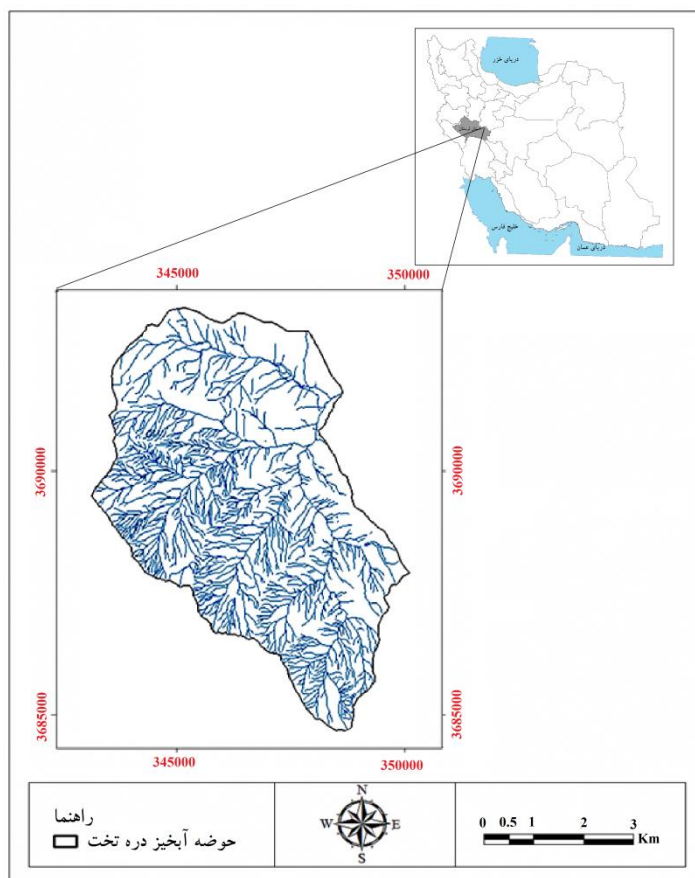 دریای خزر
خلیج فارس
دریای عمان
345000
350000
3690000
3690000
3685000
3685000
345000
350000
راهنما
حوضه آبخیز دره تخت
N
W
E
S
0 0.5 1 2 3
Km